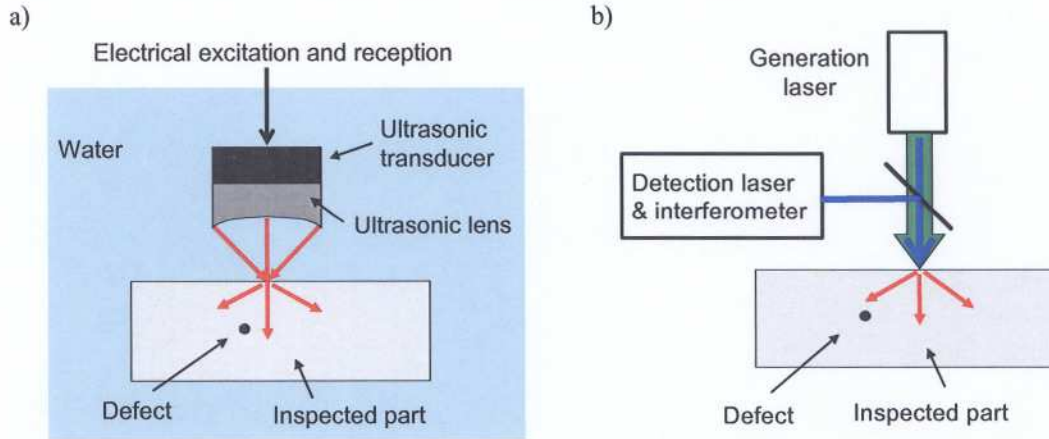 a)
Electrical excitation and reception
Water
Ultrasonic
transducer
Ultrasonic lens
Defect
Inspected part
b)
Generation
laser
Detection laser
& interferometer
Defect
Inspected part